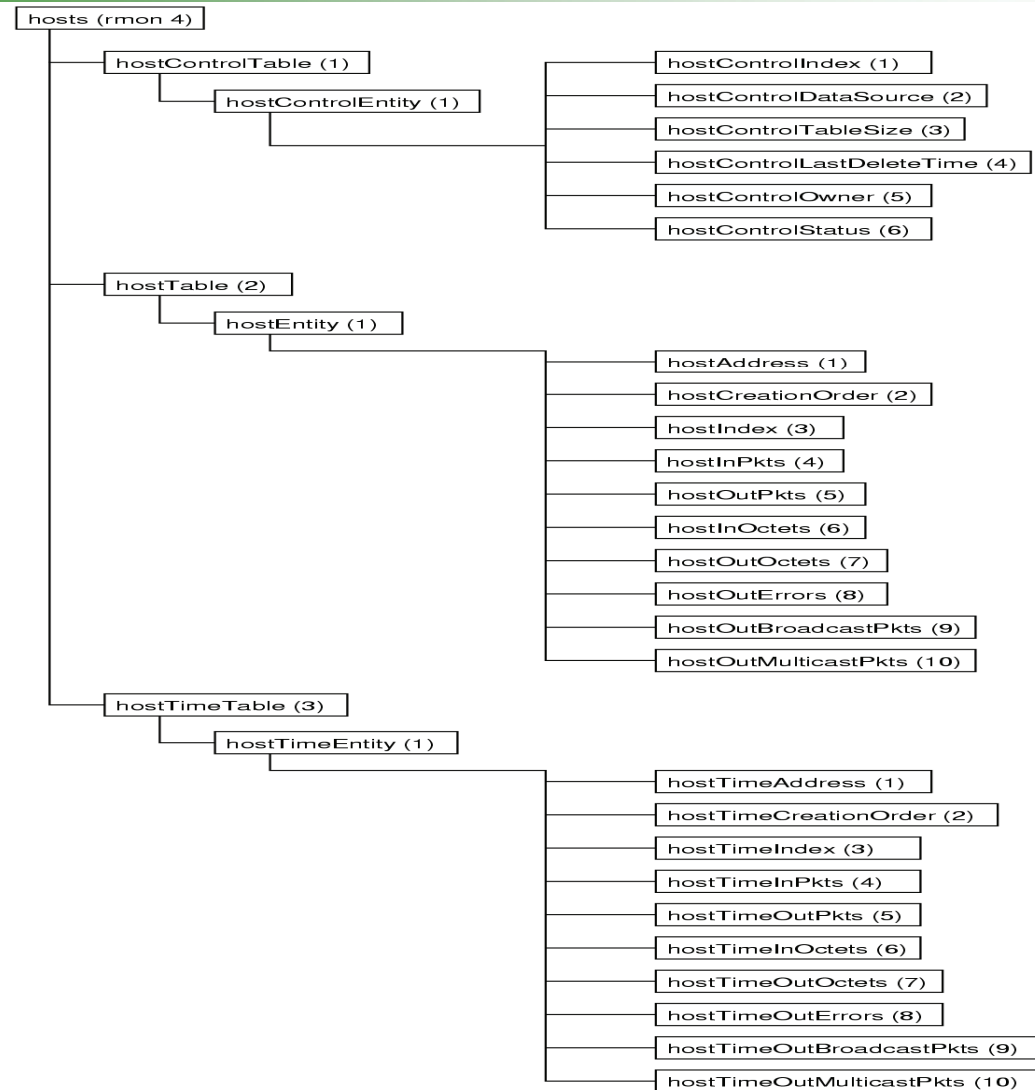 hosts (rmon 4)
hostControlTable (1)
hostControlEntity (1)
hostControlIndex (1)
hostControlDataSource (2)
hostControlTableSize (3)
hostControlLastDeleteTime (4)
hostControlOwner (5)
hostControlStatus (6)
hostTable (2)
hostEntity (1)
hostAddress (1)
hostCreationOrder (2)
hostIndex (3)
hostInPkts (4)
hostOutPkts (5)
hostInOctets (6)
hostOutOctets (7)
hostOutErrors (8)
hostOutBroadcastPkts (9)
hostOutMulticastPkts (10)
hostTimeTable (3)
hostTimeEntity (1)
hostTimeAddress (1)
hostTimeCreationOrder (2)
hostTimeIndex (3)
hostTimeInPkts (4)
hostTimeOutPkts (5)
hostTimeInOctets (6)
hostTimeOutOctets (7)
hostTimeOutErrors (8)
hostTimeOutBroadcastPkts (9)
hostTimeOutMulticastPkts (10)